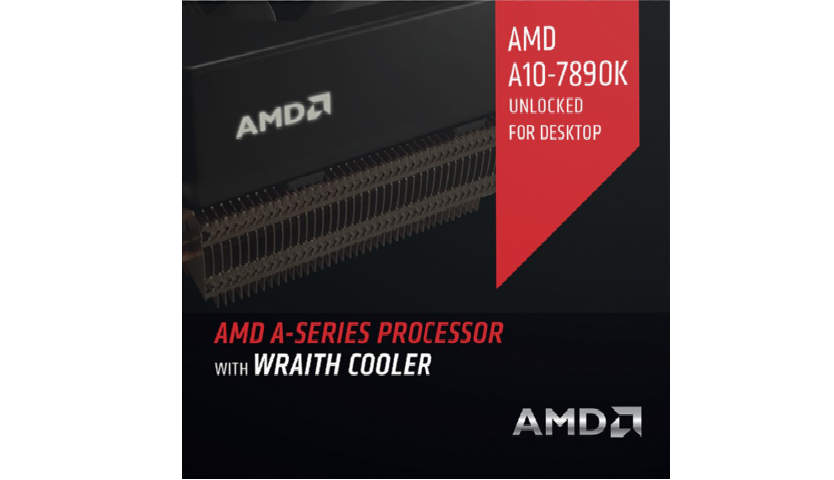 AMD
AMD
A10-7890K
UNLOCKED
FOR DESKTOP
AMD A-SERIES PROCESSOR
WITH WRAITH COOLER
AMD